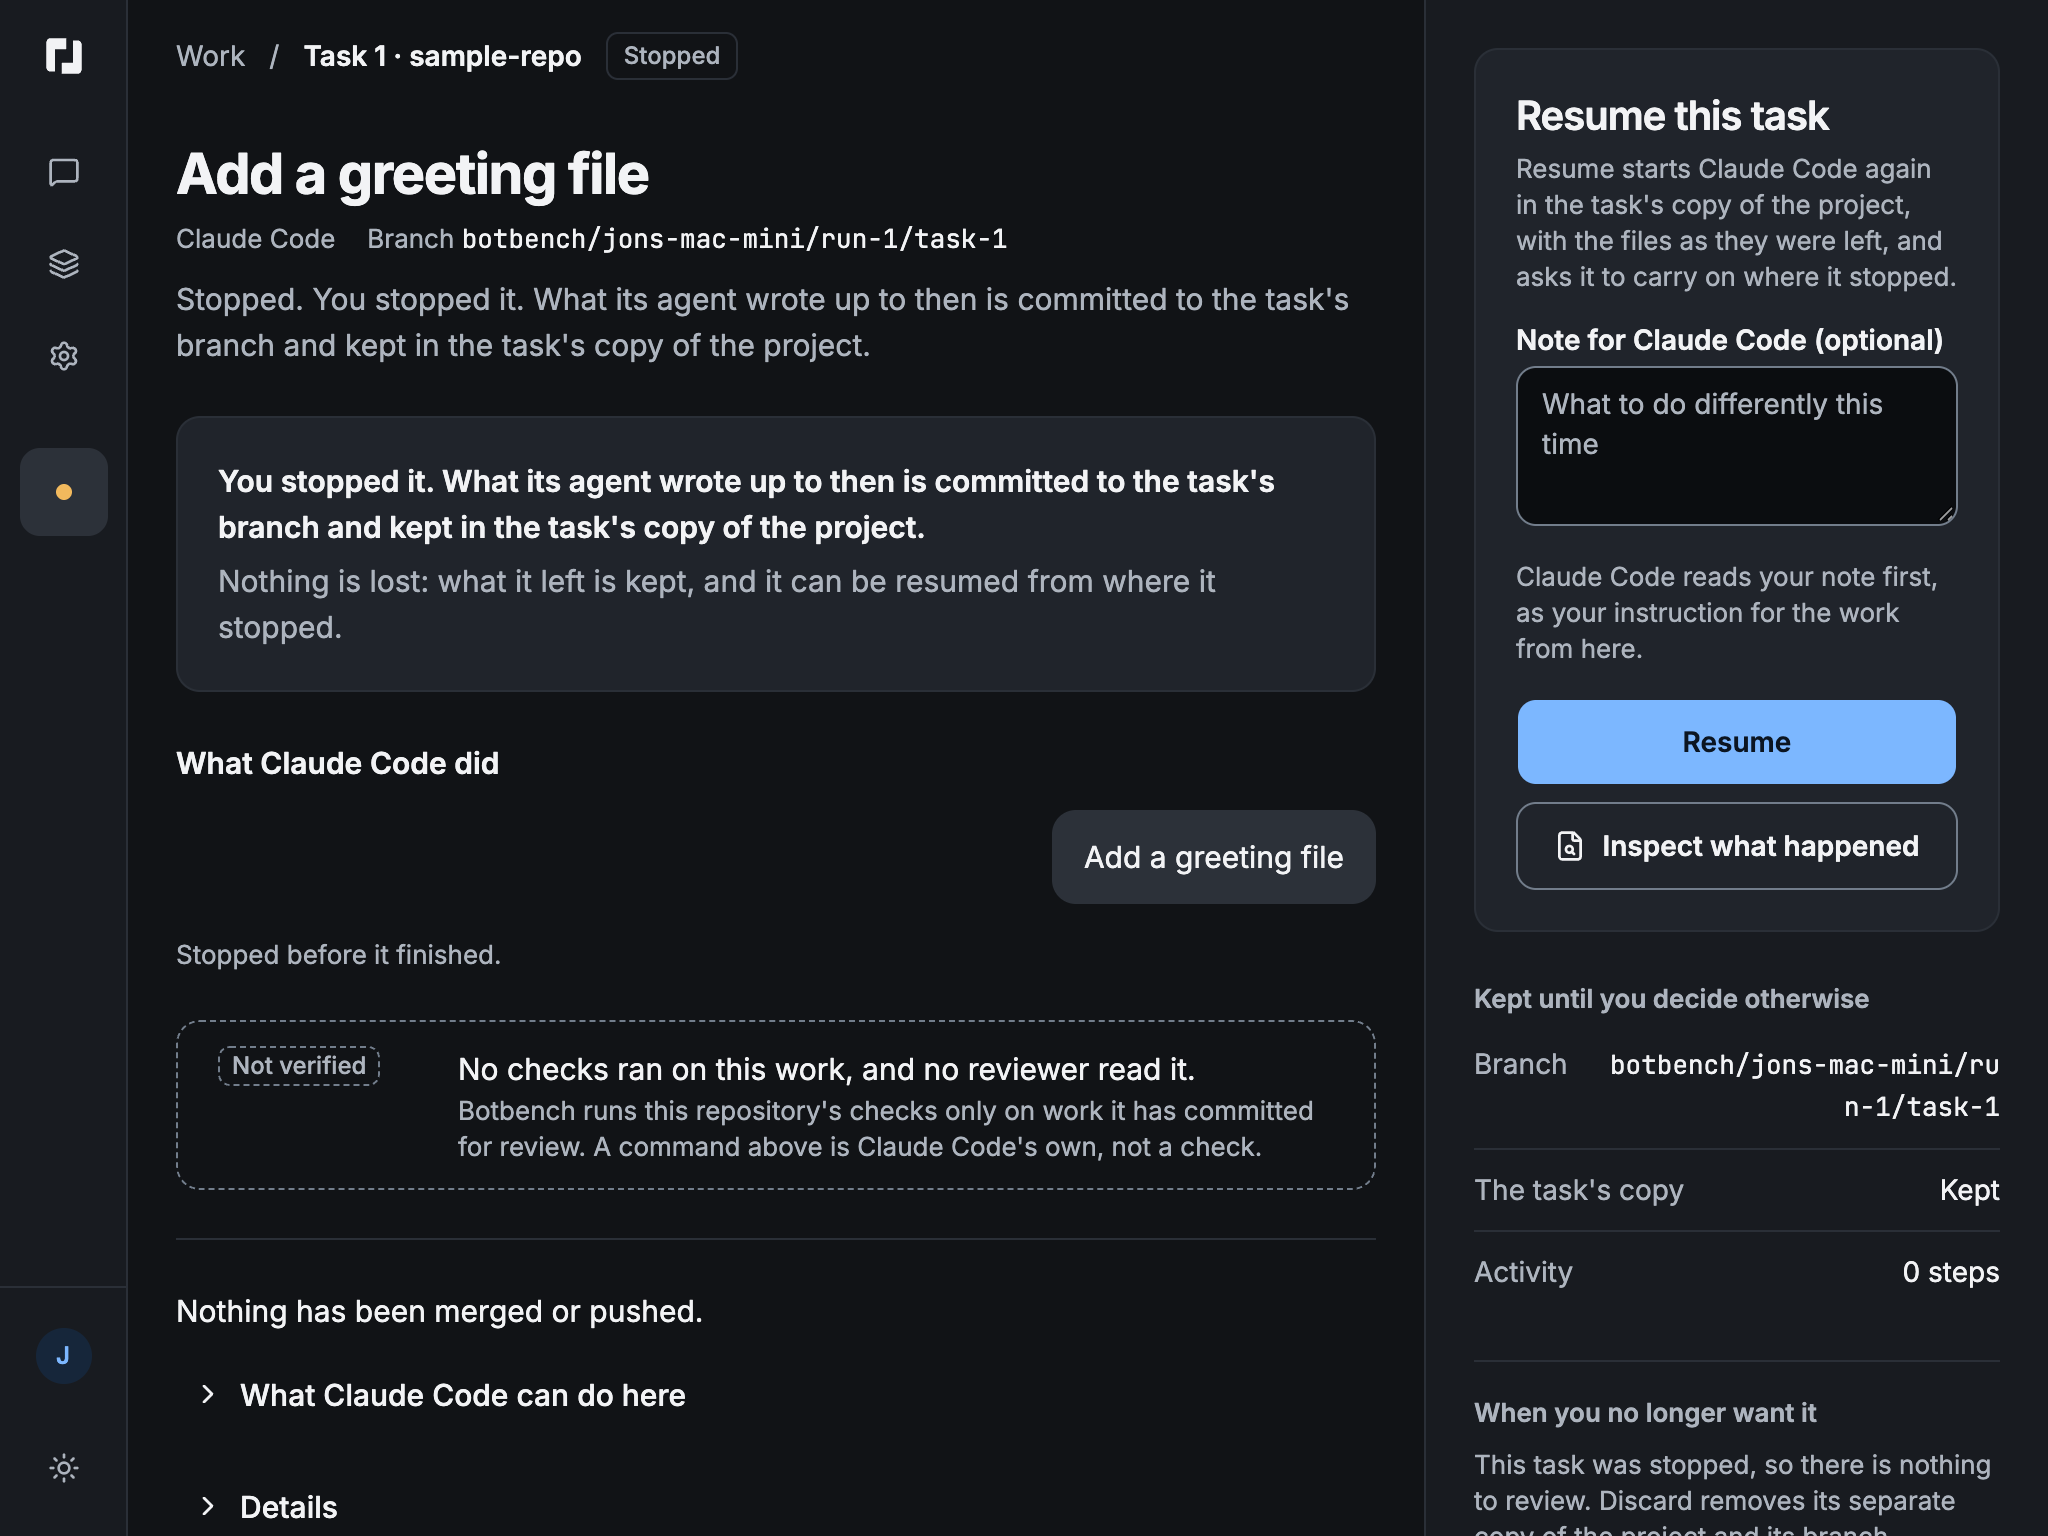 Work / Task 1 · sample-repo Stopped
Add a greeting file
Claude Code Branch botbench/jons-mac-mini/run-1/task-1
Stopped. You stopped it. What its agent wrote up to then is committed to the task's
branch and kept in the task's copy of the project.
You stopped it. What its agent wrote up to then is committed to the task's
branch and kept in the task's copy of the project.
Nothing is lost: what it left is kept, and it can be resumed from where it
stopped.
What Claude Code did
Add a greeting file
Stopped before it finished.
Not verified
No checks ran on this work, and no reviewer read it.
Botbench runs this repository's checks only on work it has committed
for review. A command above is Claude Code's own, not a check.
Nothing has been merged or pushed.
What Claude Code can do here
Details
J
Resume this task
Resume starts Claude Code again
in the task's copy of the project,
with the files as they were left, and
asks it to carry on where it stopped.
Note for Claude Code (optional)
What to do differently this
time
Claude Code reads your note first,
as your instruction for the work
from here.
Resume
Inspect what happened
Kept until you decide otherwise
Branch botbench/jons-mac-mini/ru
n-1/task-1
The task's copy Kept
Activity 0 steps
When you no longer want it
This task was stopped, so there is nothing
to review. Discard removes its separate
copy of the project and its branch